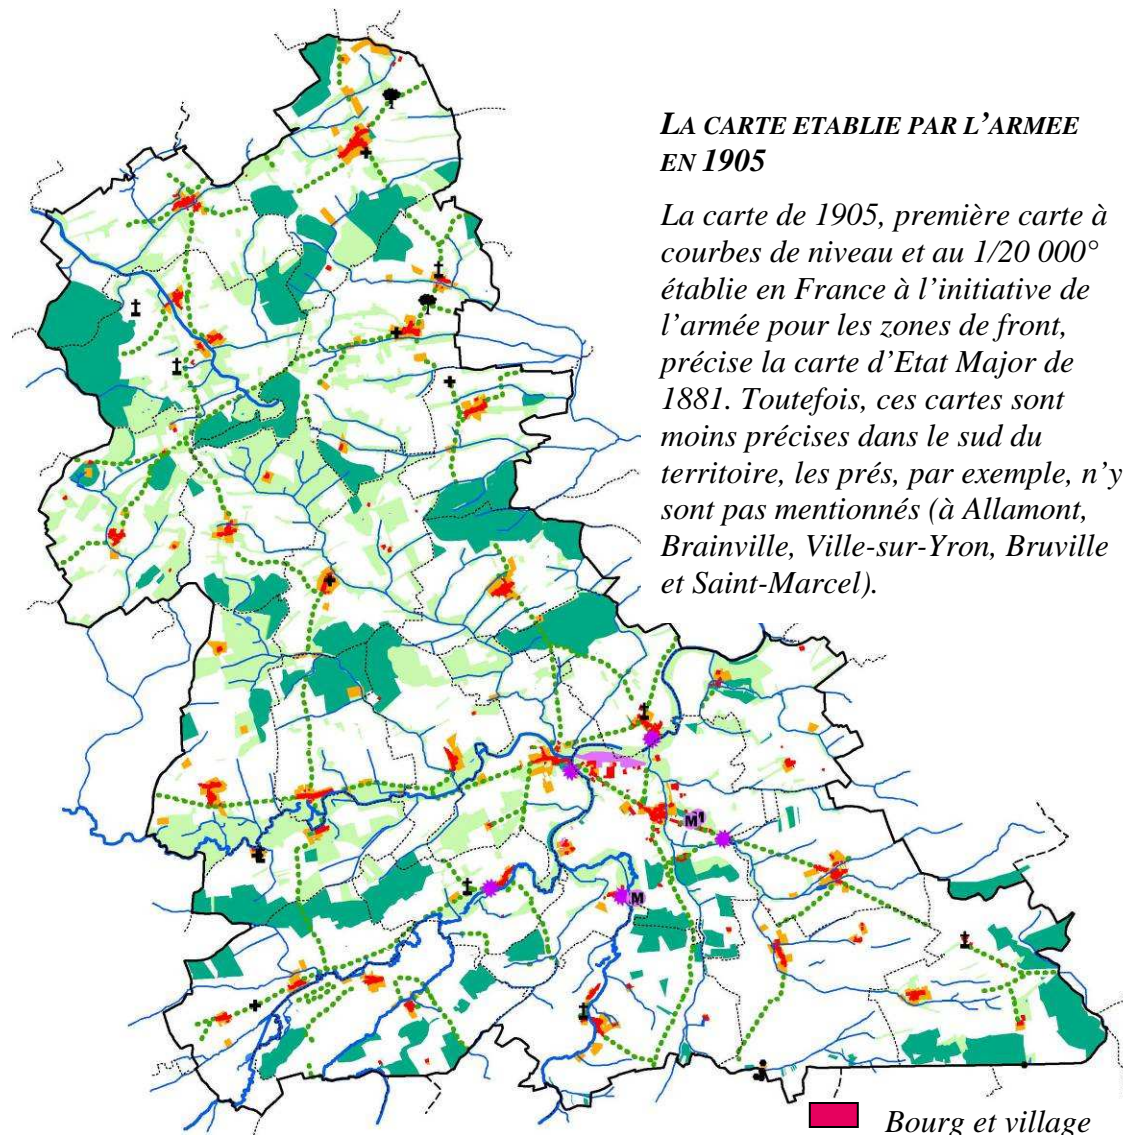 LA CARTE ETABLIE PAR L'ARMEE
EN 1905
La carte de 1905, première carte à
courbes de niveau et au 1/20 000°
établie en France à l'initiative de
l'armée pour les zones de front,
précise la carte d'Etat Major de
1881. Toutefois, ces cartes sont
moins précises dans le sud du
territoire, les prés, par exemple, n'y
sont pas mentionnés (à Allamont,
Brainville, Ville-sur-Yron, Bruville
et Saint-Marcel).
M1
M
Bourg et village